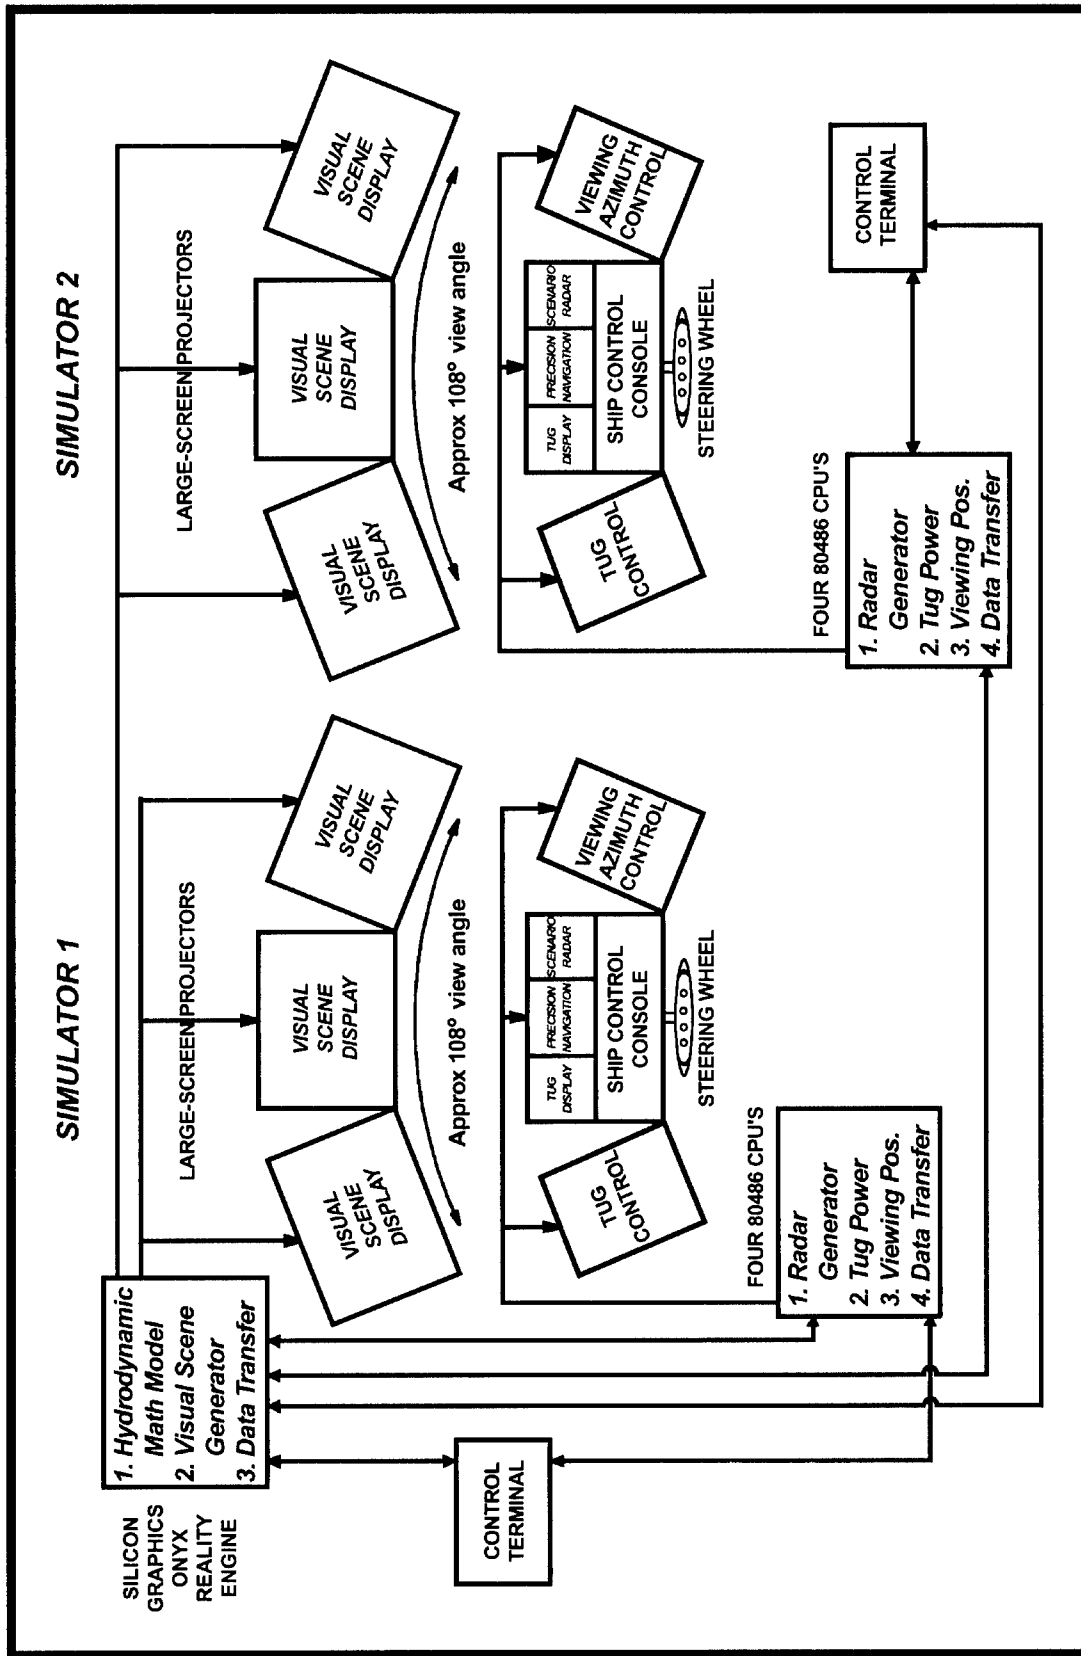 SIMULATOR 1
SIMULATOR 2
SILICON
GRAPHICS
ONYX
REALITY
ENGINE
1. Hydrodynamic
Math Model
2. Visual Scene
Generator
3. Data Transfer
LARGE-SCREEN PROJECTORS
VISUAL
SCENE
DISPLAY
VISUAL
SCENE
DISPLAY
VISUAL
SCENE
DISPLAY
Approx 108° view angle
LARGE-SCREEN PROJECTORS
VISUAL
SCENE
DISPLAY
VISUAL
SCENE
DISPLAY
VISUAL
SCENE
DISPLAY
Approx 108° view angle
CONTROL
TERMINAL
TUG
CONTROL
TUG
DISPLAY
PRECISION
NAVIGATION
SCENARIO
RADAR
SHIP CONTROL
CONSOLE
VIEWING
AZIMUTH
CONTROL
STEERING WHEEL
TUG
CONTROL
TUG
DISPLAY
PRECISION
NAVIGATION
SCENARIO
RADAR
SHIP CONTROL
CONSOLE
VIEWING
AZIMUTH
CONTROL
STEERING WHEEL
FOUR 80486 CPU'S
1. Radar
Generator
2. Tug Power
3. Viewing Pos.
4. Data Transfer
FOUR 80486 CPU'S
1. Radar
Generator
2. Tug Power
3. Viewing Pos.
4. Data Transfer
CONTROL
TERMINAL